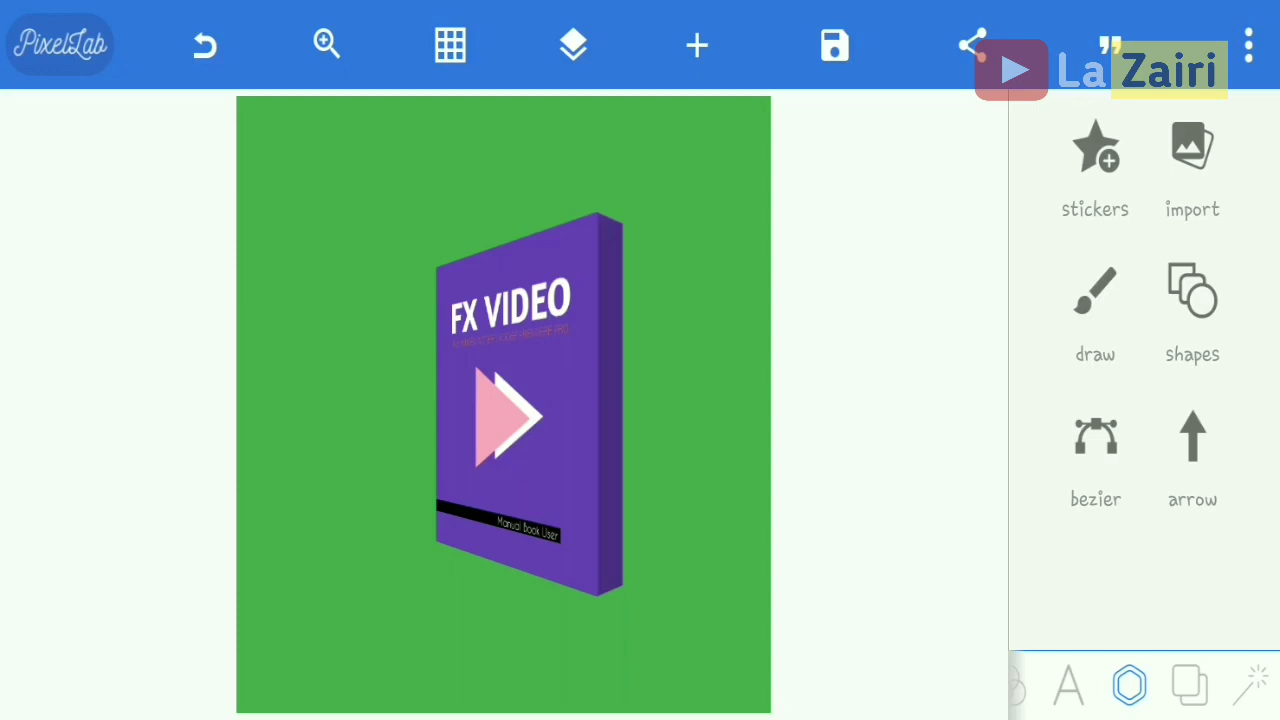 PixelLab
La Zairi
stickers
import
FX VIDEO
draw
shapes
bezier
arrow
Manual Book User